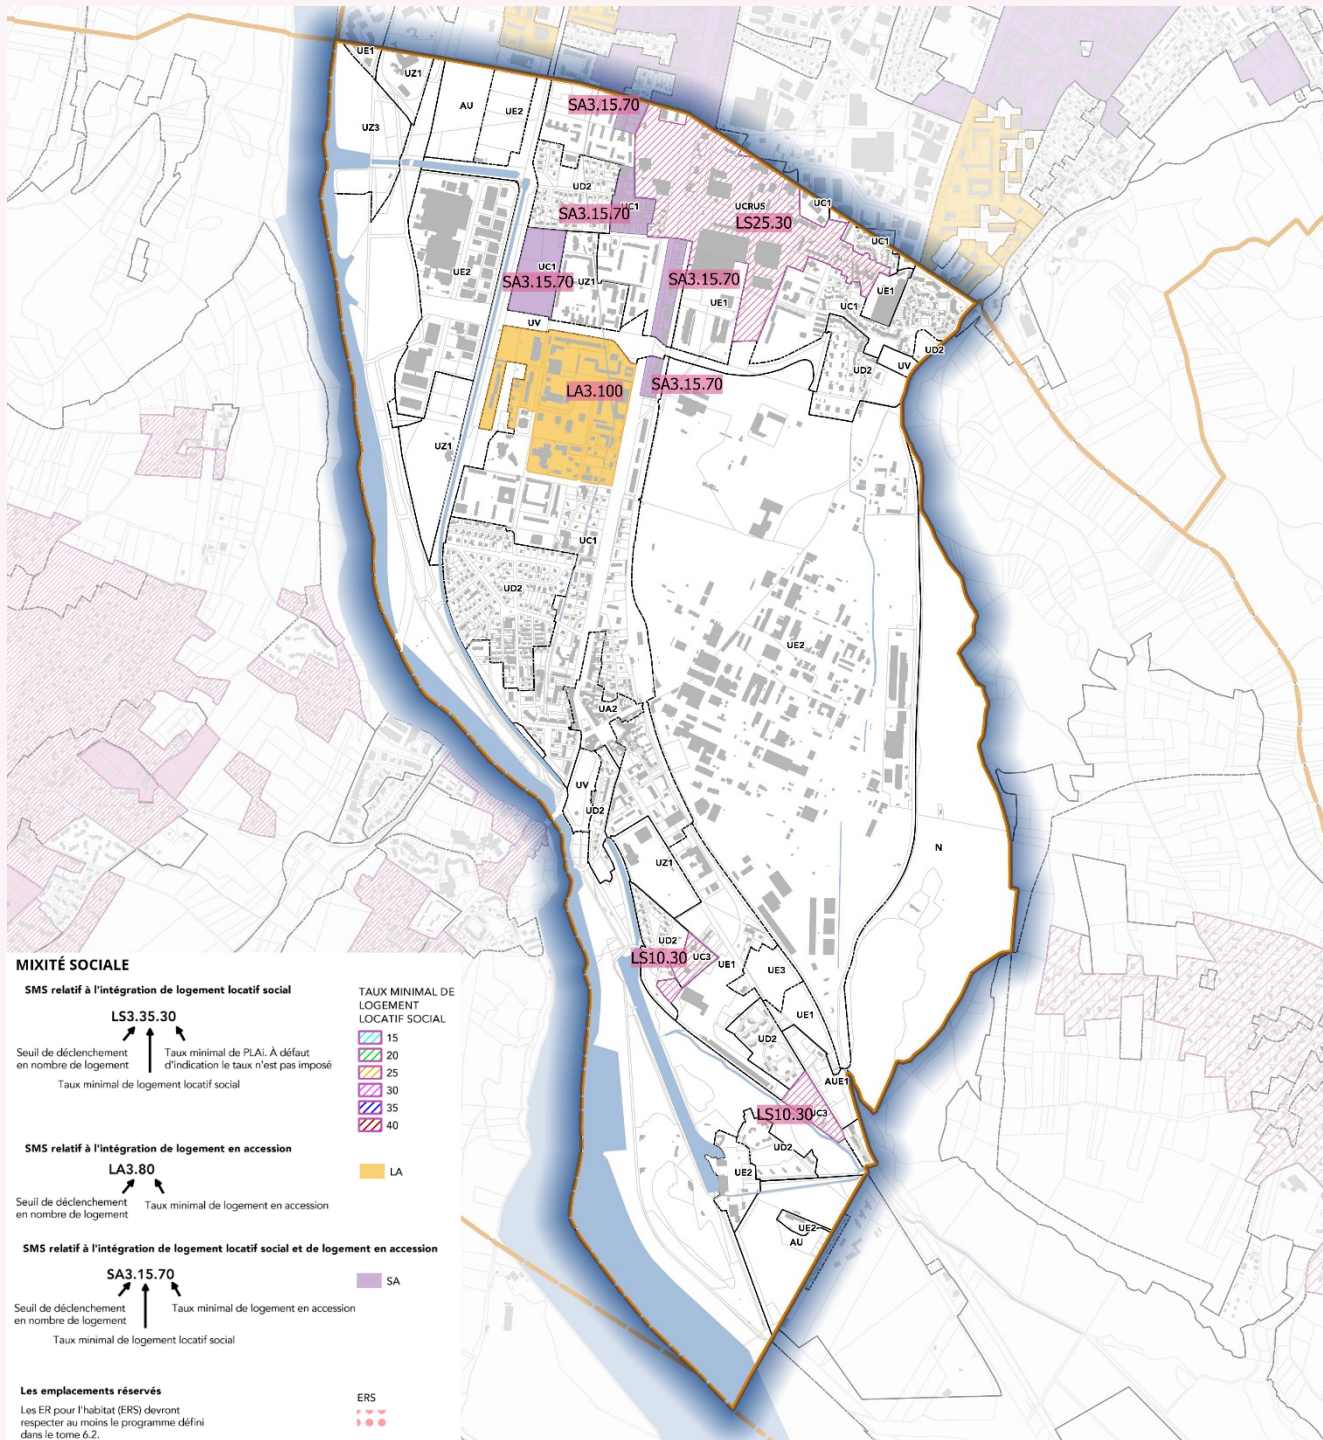 UE1
UZ1
AU
UE2
UZ3
SA3.15.70
UD2
UC1
SA3.15.70
UCRU5
LS25.30
UC1
UC1
UE2
UC1
SA3.15.70
UZ1
SA3.15.70
UE1
UE1
UC1
UV
UD2
UV
UD2
LA3.100
SA3.15.70
UZ1
UC1
UD2
UE2
UA2
UV
UD2
UZ1
N
UD2
LS10.30
UC3
UE1
UE3
UE1
UD2
AUE1
LS10.30
UC3
UD2
UE2
UE2
AU
MIXITÉ SOCIALE
SMS relatif à l'intégration de logement locatif social
LS3.35.30
Seuil de déclenchement
en nombre de logement
Taux minimal de PLAi. À défaut
d'indication le taux n'est pas imposé
Taux minimal de logement locatif social
TAUX MINIMAL DE
LOGEMENT
LOCATIF SOCIAL
15
20
25
30
35
40
SMS relatif à l'intégration de logement en accession
LA3.80
Seuil de déclenchement
en nombre de logement
Taux minimal de logement en accession
LA
SMS relatif à l'intégration de logement locatif social et de logement en accession
SA3.15.70
Seuil de déclenchement
en nombre de logement
Taux minimal de logement en accession
Taux minimal de logement locatif social
SA
Les emplacements réservés
Les ER pour l'habitat (ERS) devront
respecter au moins le programme défini
dans le tome 6.2.
ERS